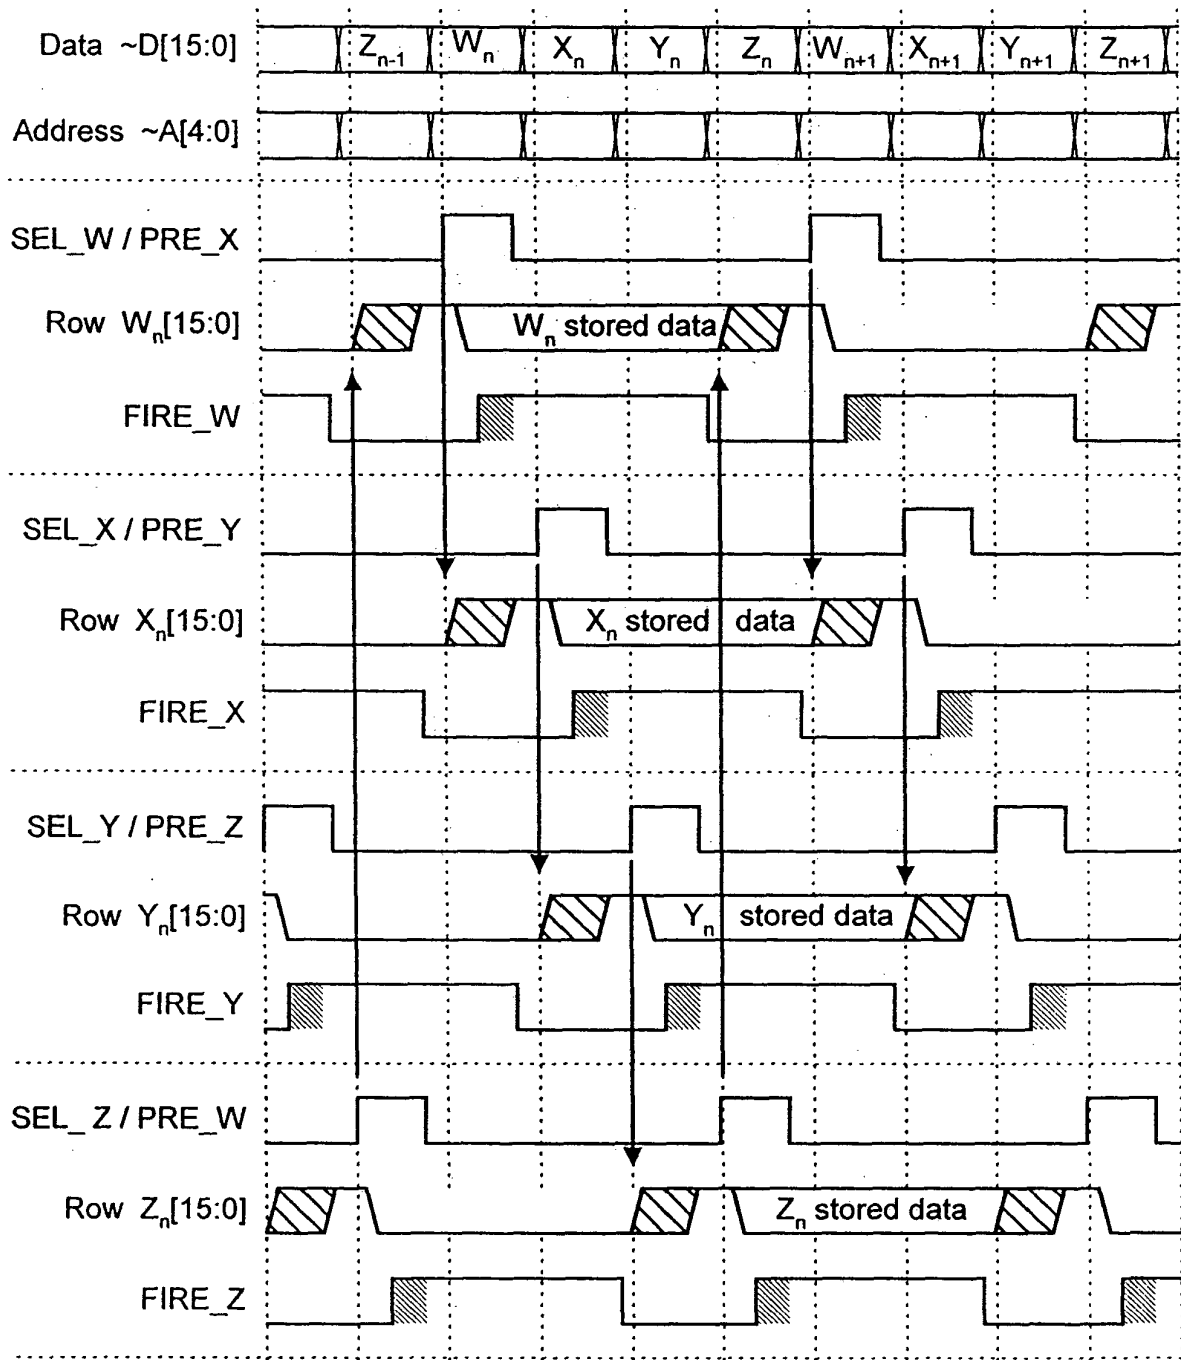 Data ~D[15:0] Zn-1 Wn Xn Yn Zn Wn+1 Xn+1 Yn+1 Zn+1
Address ~A[4:0]
SEL_W / PRE_X
Row Wn[15:0] Wn stored data
FIRE_W
SEL_X / PRE_Y
Row Xn[15:0] Xn stored data
FIRE_X
SEL_Y / PRE_Z
Row Yn[15:0] Yn stored data
FIRE_Y
SEL_ Z / PRE_W
Row Zn[15:0] Zn stored data
FIRE_Z